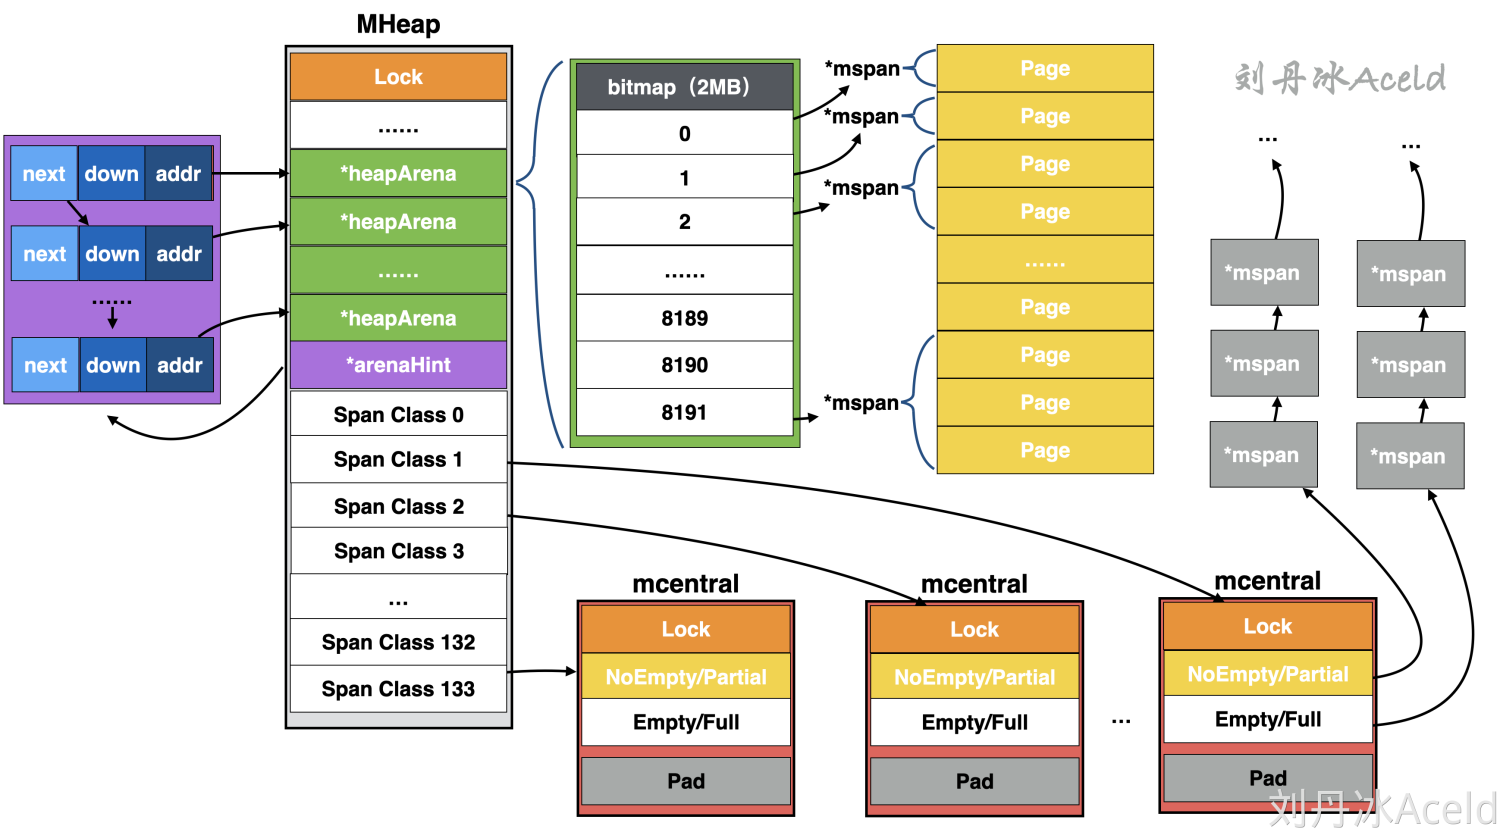 MHeap
Lock
......
*heapArena
*heapArena
......
*heapArena
*arenaHint
Span Class 0
Span Class 1
Span Class 2
Span Class 3
...
Span Class 132
Span Class 133
next down addr
next down addr
......
next down addr
bitmap（2MB）
0
1
2
......
8189
8190
8191
*mspan
*mspan
*mspan
*mspan
Page
Page
Page
Page
......
Page
Page
Page
Page
刘丹冰Aceld
...
...
*mspan
*mspan
*mspan
*mspan
*mspan
*mspan
mcentral
Lock
NoEmpty/Partial
Empty/Full
Pad
mcentral
Lock
NoEmpty/Partial
Empty/Full
Pad
...
mcentral
Lock
NoEmpty/Partial
Empty/Full
Pad
刘丹冰Aceld